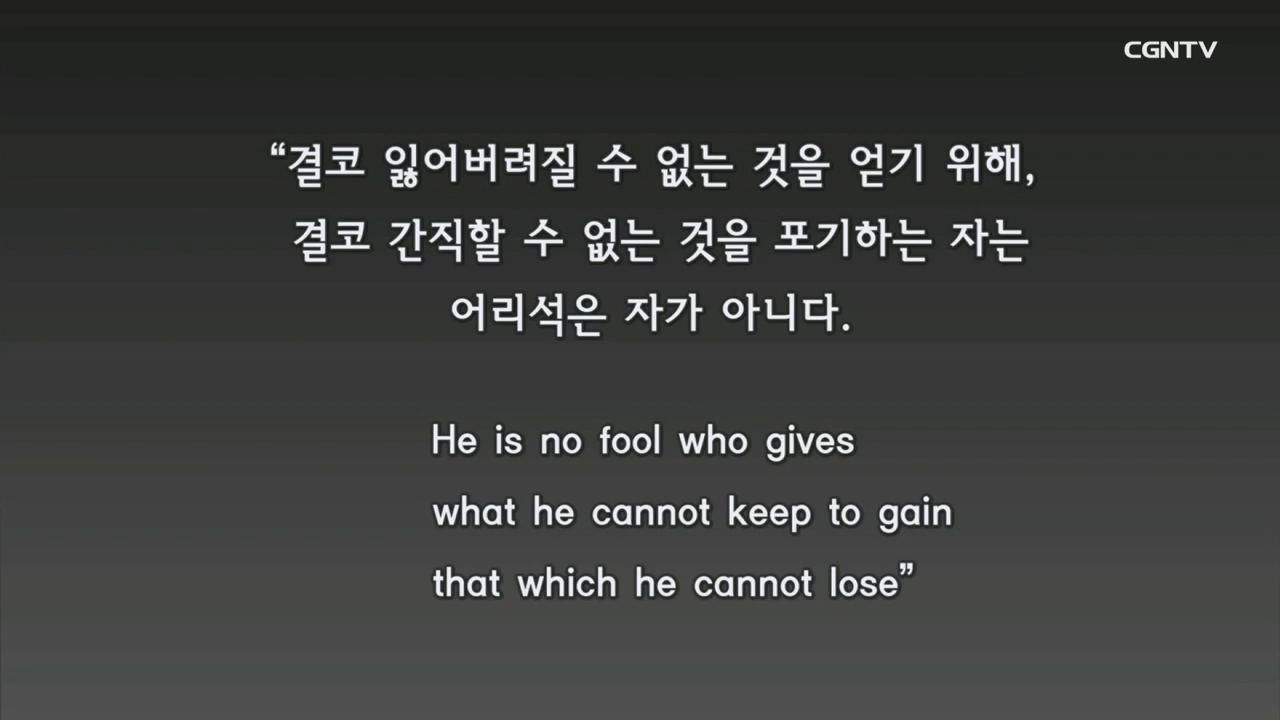 CGNTV
“결코 잃어버려질 수 없는 것을 얻기 위해,
결코 간직할 수 없는 것을 포기하는 자는
어리석은 자가 아니다.
He is no fool who gives
what he cannot keep to gain
that which he cannot lose”